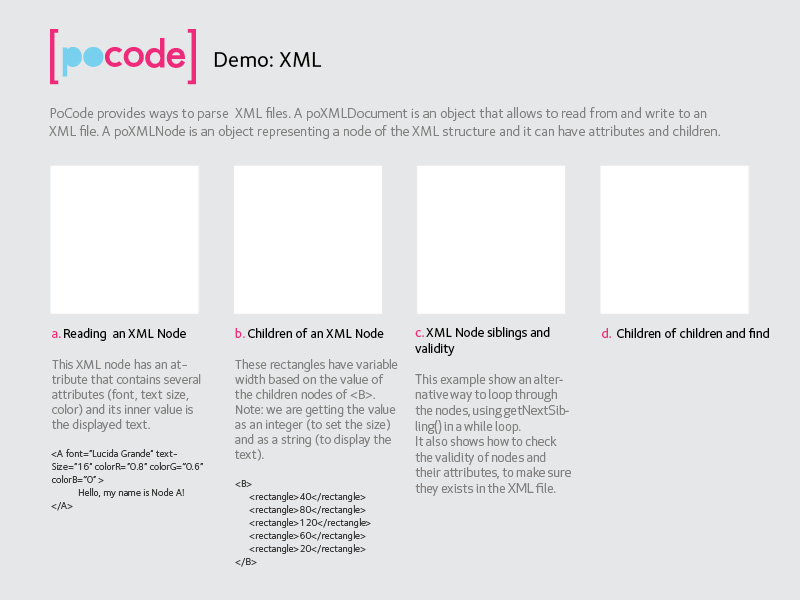 [pocode] Demo: XML
PoCode provides ways to parse XML files. A poXMLDocument is an object that allows to read from and write to an
XML file. A poXMLNode is an object representing a node of the XML structure and it can have attributes and children.
a. Reading an XML Node
This XML node has an at-
tribute that contains several
attributes (font, text size,
color) and its inner value is
the displayed text.
<A font="Lucida Grande" text-
Size="16" colorR="0.8" colorG="0.6"
colorB="0" >
Hello, my name is Node A!
</A>
b. Children of an XML Node
These rectangles have variable
width based on the value of
the children nodes of <B>.
Note: we are getting the value
as an integer (to set the size)
and as a string (to display the
text).
<B>
<rectangle>40</rectangle>
<rectangle>80</rectangle>
<rectangle>120</rectangle>
<rectangle>60</rectangle>
<rectangle>20</rectangle>
</B>
c. XML Node siblings and
validity
This example show an alter-
native way to loop through
the nodes, using getNextSib-
ling() in a while loop.
It also shows how to check
the validity of nodes and
their attributes, to make sure
they exists in the XML file.
d. Children of children and find